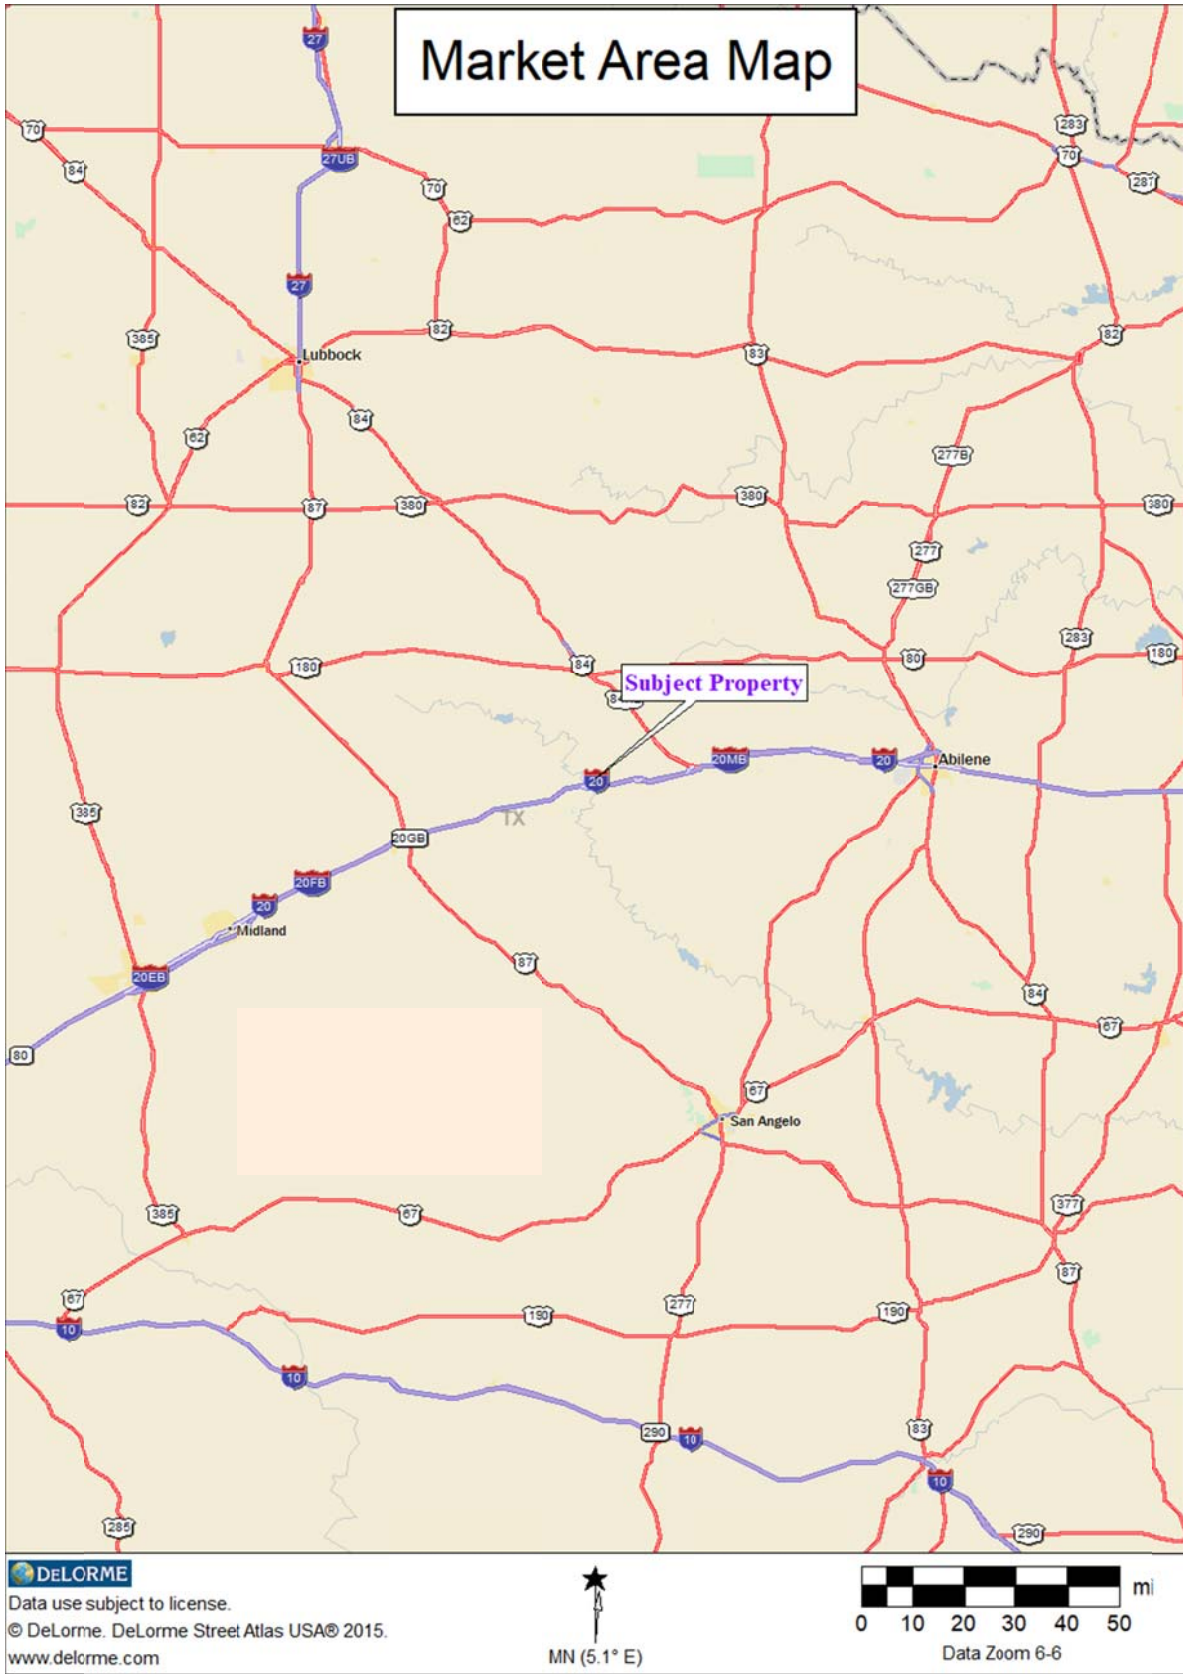 Market Area Map
27
70
283
27UB
70
84
70
287
62
27
82
82
385
83
Lubbock
84
62
277B
82
87
380
380
380
277
277GB
283
180
84
80
180
Subject Property
20MB
20
Abilene
20
385
TX
20GB
20FB
20
Midland
87
20EB
84
67
80
67
San Angelo
377
385
67
87
67
277
190
190
10
10
83
290
10
10
285
290
DELORME
Data use subject to license.
© DeLorme. DeLorme Street Atlas USA® 2015.
www.delorme.com
MN (5.1° E)
mi
0 10 20 30 40 50
Data Zoom 6-6